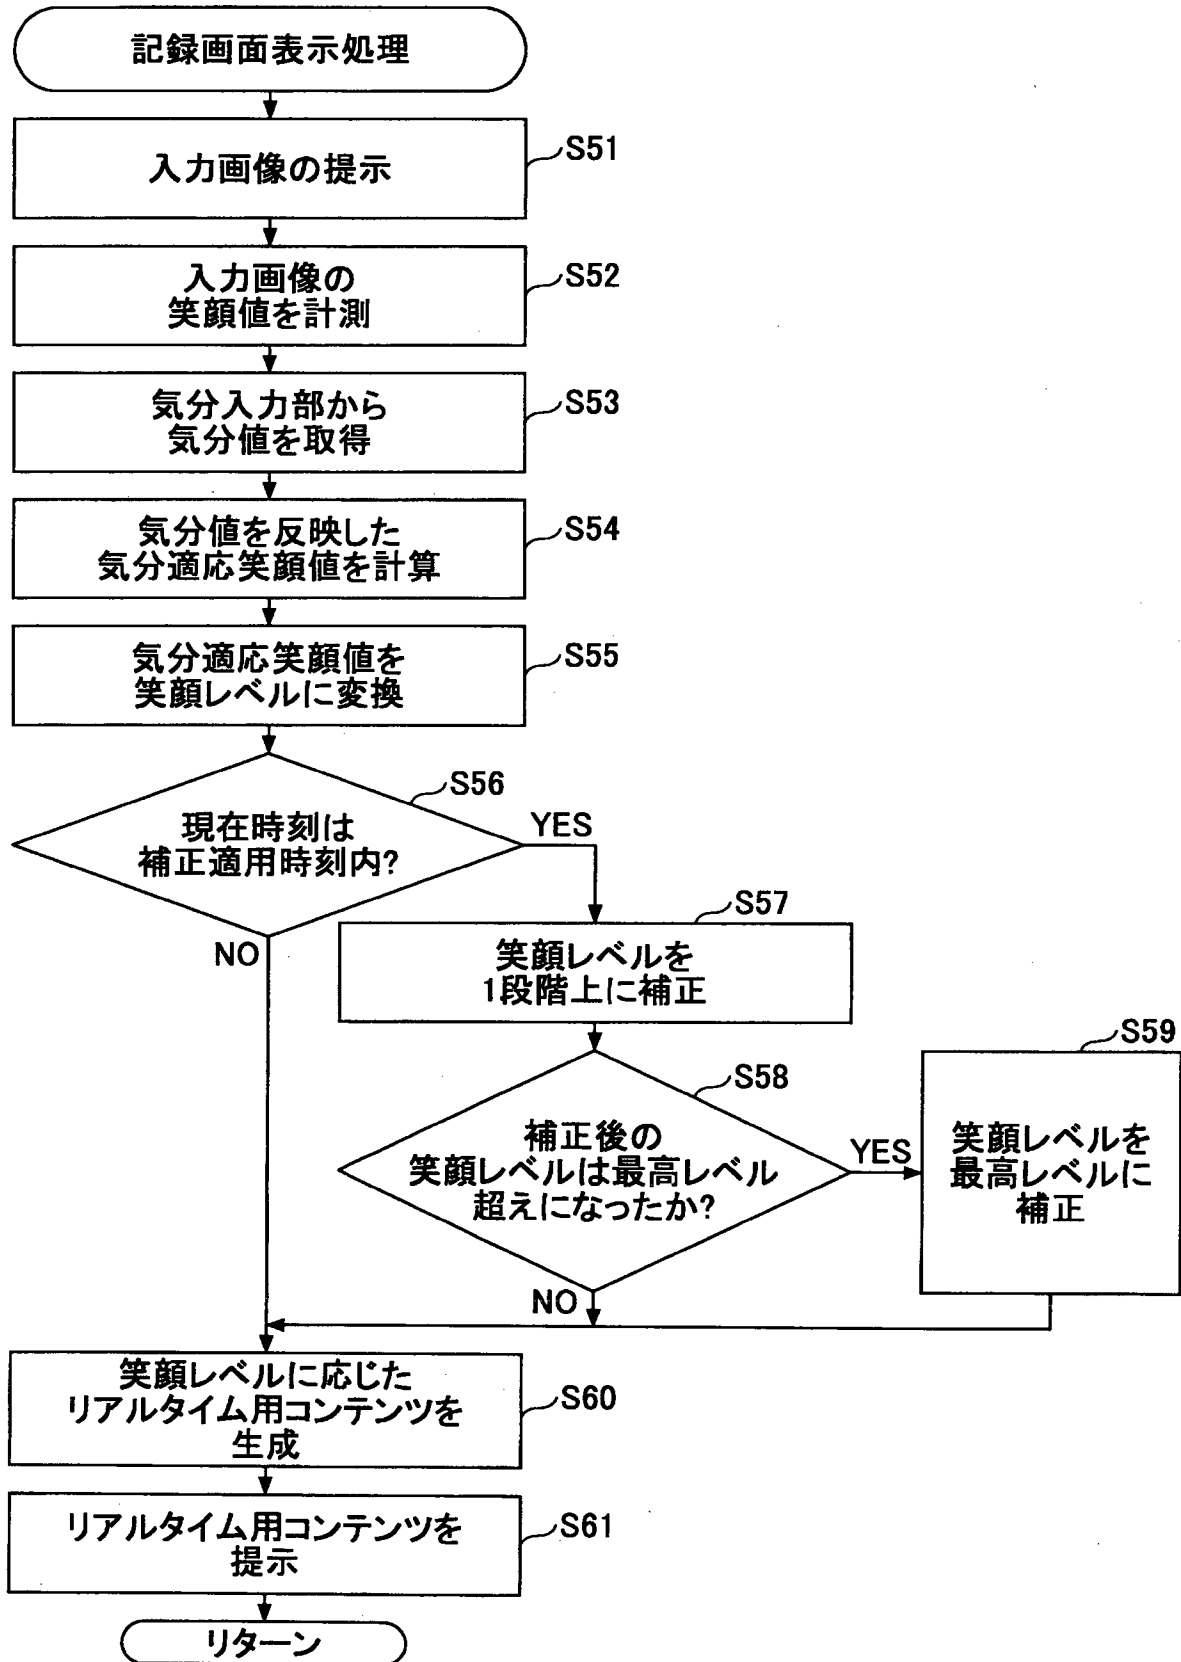 記録画面表示処理
入力画像の提示
S51
入力画像の
笑顔値を計測
S52
気分入力部から
気分値を取得
S53
気分値を反映した
気分適応笑顔値を計算
S54
気分適応笑顔値を
笑顔レベルに変換
S55
現在時刻は
補正適用時刻内?
S56
YES
NO
笑顔レベルを
1段階上に補正
S57
補正後の
笑顔レベルは最高レベル
超えになったか?
S58
YES
NO
笑顔レベルを
最高レベルに
補正
S59
笑顔レベルに応じた
リアルタイム用コンテンツを
生成
S60
リアルタイム用コンテンツを
提示
S61
リターン